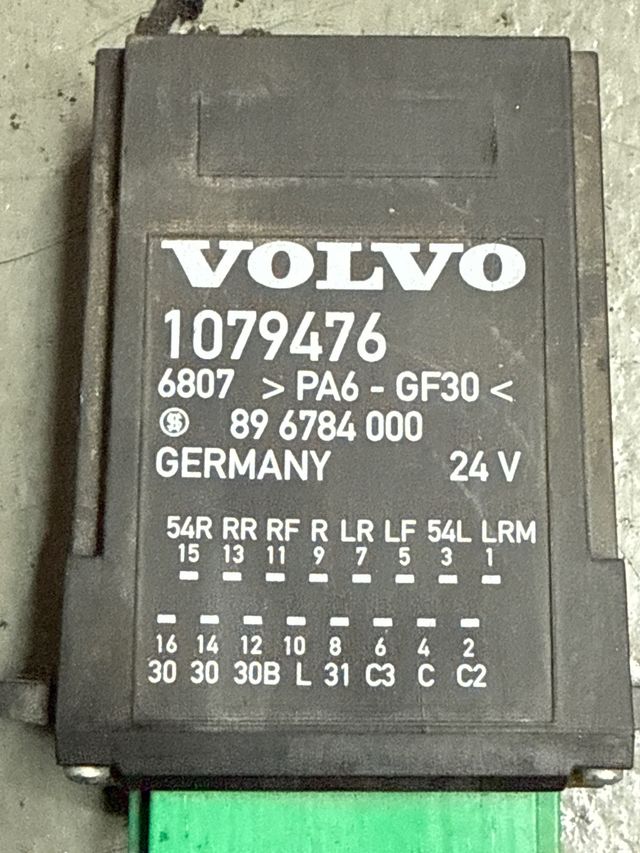 VOLVO
1079476
6807 >PA6-GF30<
89 6784 000
GERMANY 24 V
54R RR RF R LR LF 54L LRM
15 13 11 9 7 5 3 1
16 14 12 10 8 6 4 2
30 30 30B L 31 C3 C C2